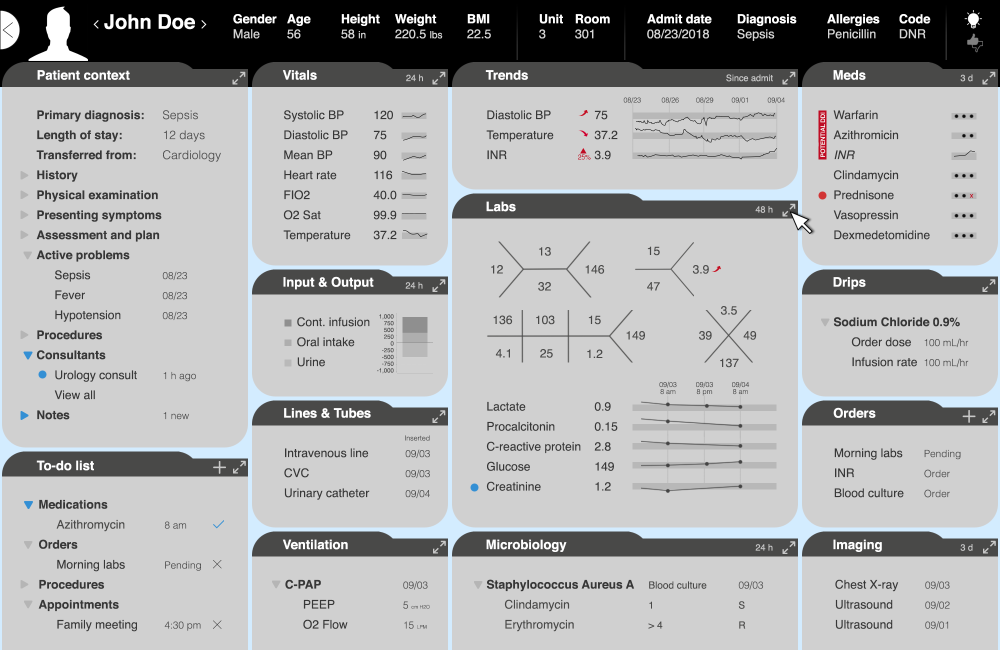 John Doe
Gender Age Height Weight BMI Unit Room Admit date Diagnosis Allergies Code
Male 56 58 in 220.5 lbs 22.5 3 301 08/23/2018 Sepsis Penicillin DNR
Patient context
Primary diagnosis: Sepsis
Length of stay: 12 days
Transferred from: Cardiology
History
Physical examination
Presenting symptoms
Assessment and plan
Active problems
Sepsis 08/23
Fever 08/23
Hypotension 08/23
Procedures
Consultants
Urology consult 1 h ago
View all
Notes 1 new
To-do list
Medications
Azithromycin 8 am
Orders
Morning labs Pending
Procedures
Appointments
Family meeting 4:30 pm
Vitals 24 h
Systolic BP 120
Diastolic BP 75
Mean BP 90
Heart rate 116
FIO2 40.0
O2 Sat 99.9
Temperature 37.2
Input & Output 24 h
Cont. infusion
Oral intake
Urine
1,000
750
500
250
0
-250
-500
-750
-1,000
Lines & Tubes
Inserted
Intravenous line 09/03
CVC 09/03
Urinary catheter 09/04
Ventilation
C-PAP 09/03
PEEP 5 cm H2O
O2 Flow 15 LPM
Trends Since admit
08/23 08/26 08/29 09/01 09/04
Diastolic BP 75
Temperature 37.2
INR 25% 3.9
Labs 48 h
13
12 146
32
15
3.9
47
136 103 15
149
4.1 25 1.2
3.5
39 49
137
09/03 09/03 09/04
8 am 8 pm 8 am
Lactate 0.9
Procalcitonin 0.15
C-reactive protein 2.8
Glucose 149
Creatinine 1.2
Microbiology 24 h
Staphylococcus Aureus A Blood culture 09/03
Clindamycin 1 S
Erythromycin > 4 R
Meds 3 d
POTENTIAL DDI
Warfarin
Azithromicin
INR
Clindamycin
Prednisone x
Vasopressin
Dexmedetomidine
Drips
Sodium Chloride 0.9%
Order dose 100 mL/hr
Infusion rate 100 mL/hr
Orders
Morning labs Pending
INR Order
Blood culture Order
Imaging 3 d
Chest X-ray 09/03
Ultrasound 09/02
Ultrasound 09/01